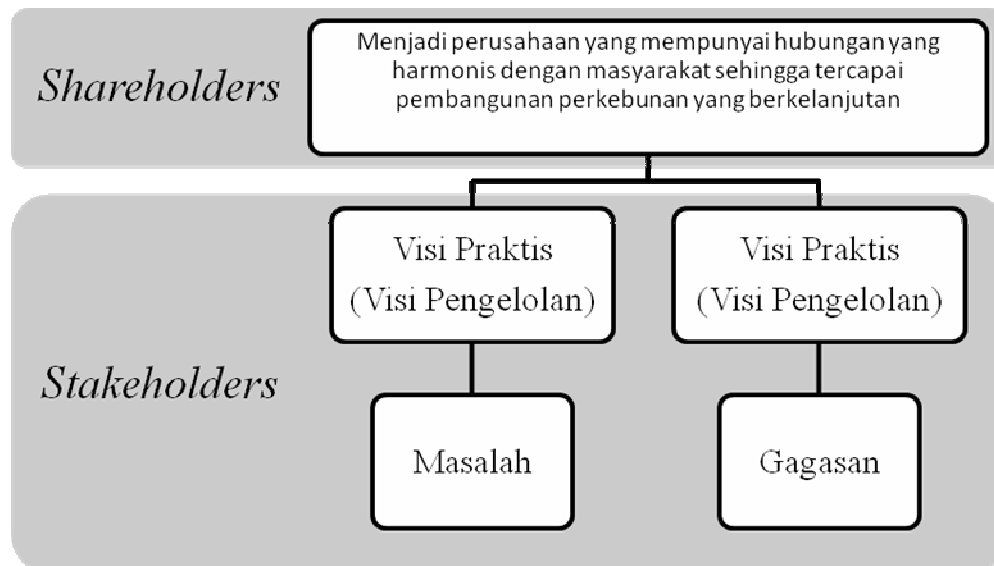 Shareholders
Menjadi perusahaan yang mempunyai hubungan yang
harmonis dengan masyarakat sehingga tercapai
pembangunan perkebunan yang berkelanjutan
Stakeholders
Visi Praktis
(Visi Pengelolan)
Visi Praktis
(Visi Pengelolan)
Masalah
Gagasan